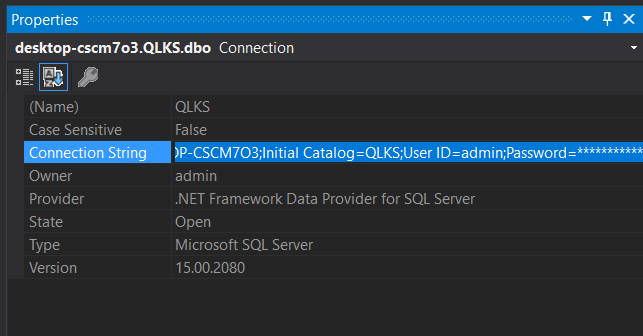 Properties
desktop-cscm7o3.QLKS.dbo Connection
(Name) QLKS
Case Sensitive False
Connection String OP-CSCM7O3;Initial Catalog=QLKS;User ID=admin;Password=************
Owner admin
Provider .NET Framework Data Provider for SQL Server
State Open
Type Microsoft SQL Server
Version 15.00.2080